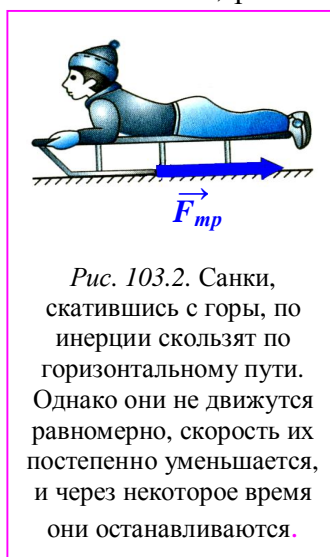 F тр
Рис. 103.2. Санки,
скатившись с горы, по
инерции скользят по
горизонтальному пути.
Однако они не движутся
равномерно, скорость их
постепенно уменьшается,
и через некоторое время
они останавливаются.